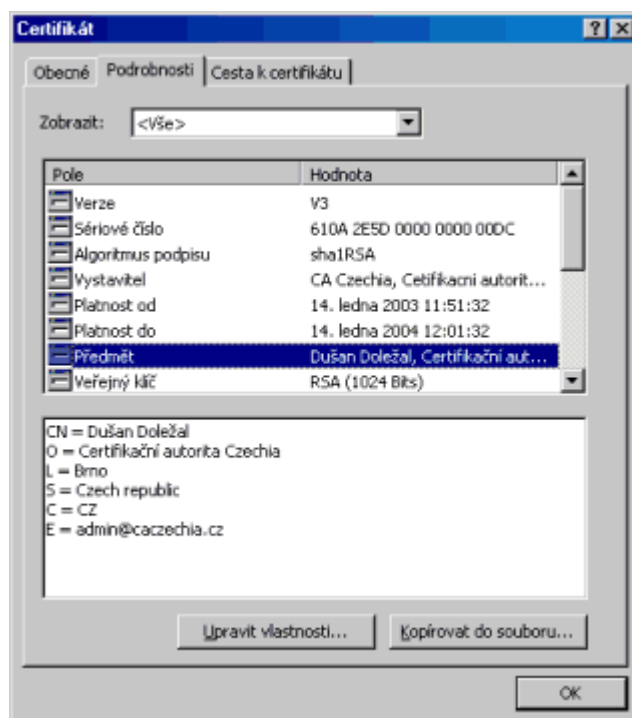 Certifikát
Obecné Podrobnosti Cesta k certifikátu
Zobrazit: <Vše>
Pole Hodnota
Verze V3
Sériové číslo 610A 2E5D 0000 0000 00DC
Algoritmus podpisu sha1RSA
Vystavitel CA Czechia, Cetifikacni autorit...
Platnost od 14. ledna 2003 11:51:32
Platnost do 14. ledna 2004 12:01:32
Předmět Dušan Doležal, Certifikační aut...
Veřejný klíč RSA (1024 Bits)
CN = Dušan Doležal
O = Certifikační autorita Czechia
L = Brno
S = Czech republic
C = CZ
E = admin@caczechia.cz
Upravit vlastnosti... Kopírovat do souboru...
OK